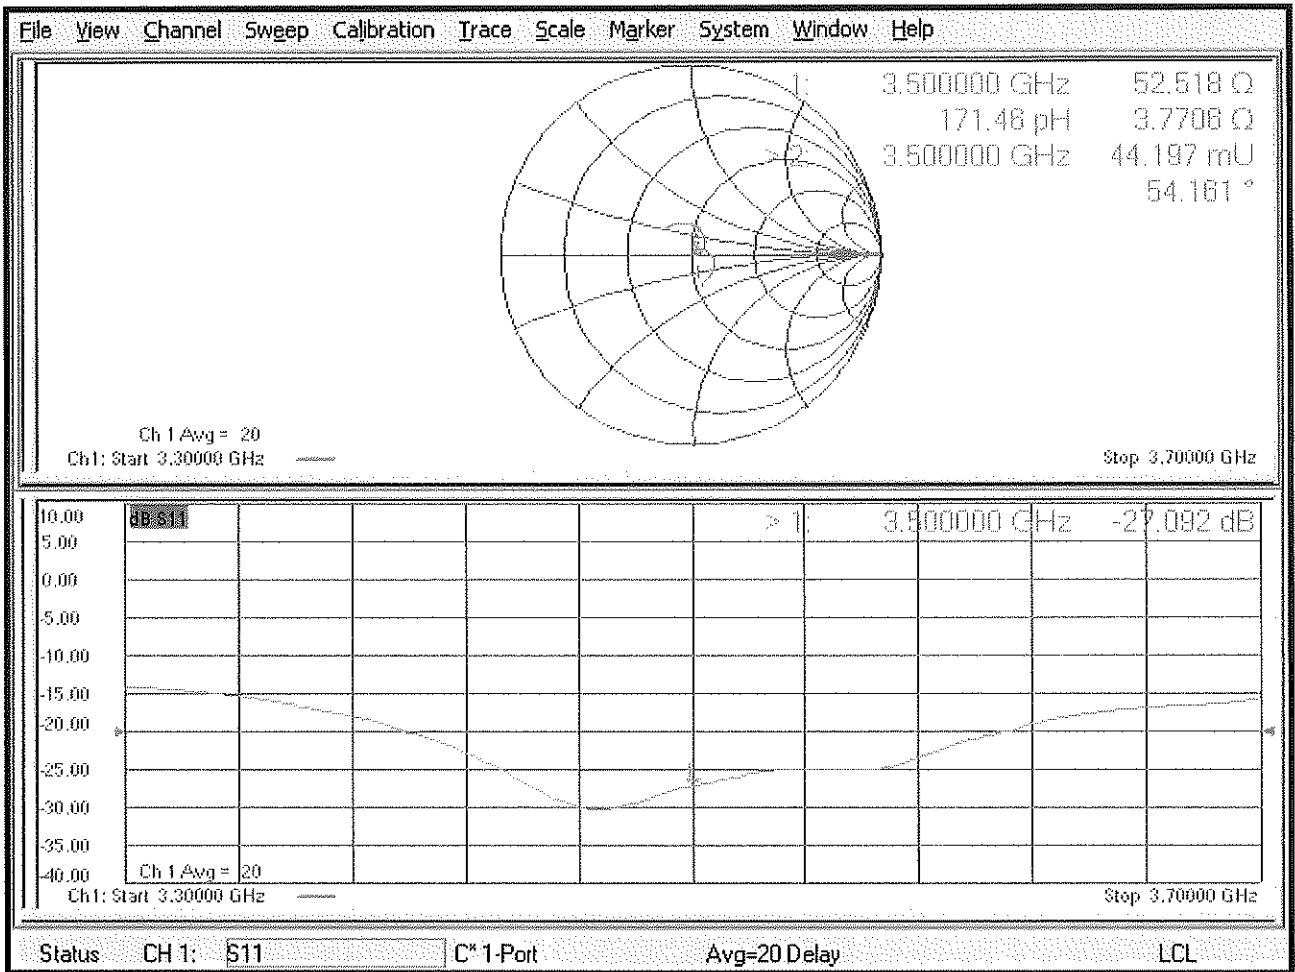 File View Channel Sweep Calibration Trace Scale Marker System Window Help
1: 3.500000 GHz 52.518 Ω
171.46 pH 3.7706 Ω
> 2: 3.500000 GHz 44.197 mU
54.161 °
Ch 1 Avg = 20
Ch1: Start 3.30000 GHz Stop 3.70000 GHz
10.00 dB S11 > 1: 3.500000 GHz -27.092 dB
5.00
0.00
-5.00
-10.00
-15.00
-20.00
-25.00
-30.00
-35.00
-40.00 Ch 1 Avg = 20
Ch1: Start 3.30000 GHz Stop 3.70000 GHz
Status CH 1: S11 C* 1-Port Avg=20 Delay LCL